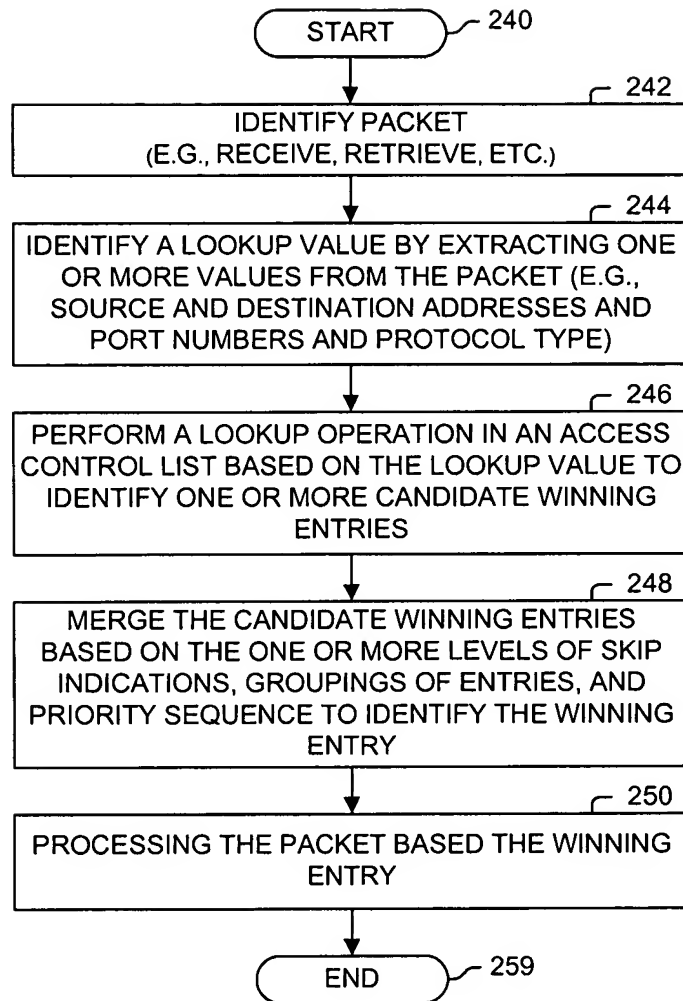 START
240
242
IDENTIFY PACKET
(E.G., RECEIVE, RETRIEVE, ETC.)
244
IDENTIFY A LOOKUP VALUE BY EXTRACTING ONE
OR MORE VALUES FROM THE PACKET (E.G.,
SOURCE AND DESTINATION ADDRESSES AND
PORT NUMBERS AND PROTOCOL TYPE)
246
PERFORM A LOOKUP OPERATION IN AN ACCESS
CONTROL LIST BASED ON THE LOOKUP VALUE TO
IDENTIFY ONE OR MORE CANDIDATE WINNING
ENTRIES
248
MERGE THE CANDIDATE WINNING ENTRIES
BASED ON THE ONE OR MORE LEVELS OF SKIP
INDICATIONS, GROUPINGS OF ENTRIES, AND
PRIORITY SEQUENCE TO IDENTIFY THE WINNING
ENTRY
250
PROCESSING THE PACKET BASED THE WINNING
ENTRY
END
259